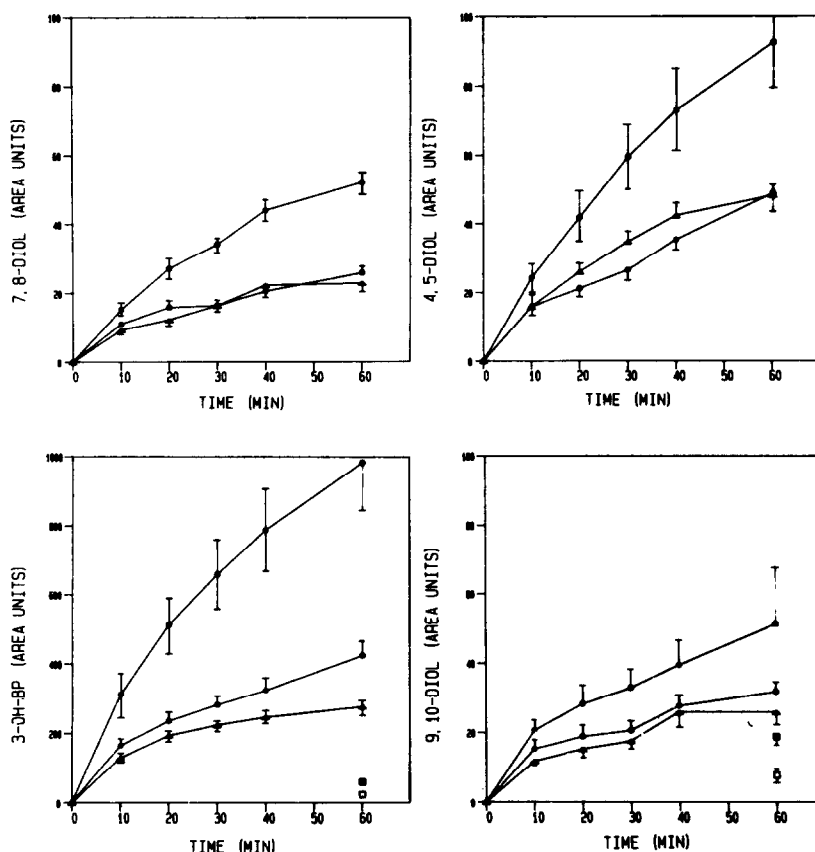 100
80
60
40
20
0
7,8-DIOL (AREA UNITS)
0 10 20 30 40 50 60
TIME (MIN)
100
80
60
40
20
0
4,5-DIOL (AREA UNITS)
0 10 20 30 40 50 60
TIME (MIN)
1000
800
600
400
200
0
3-OH-BP (AREA UNITS)
0 10 20 30 40 50 60
TIME (MIN)
100
80
60
40
20
0
9,10-DIOL (AREA UNITS)
0 10 20 30 40 50 60
TIME (MIN)